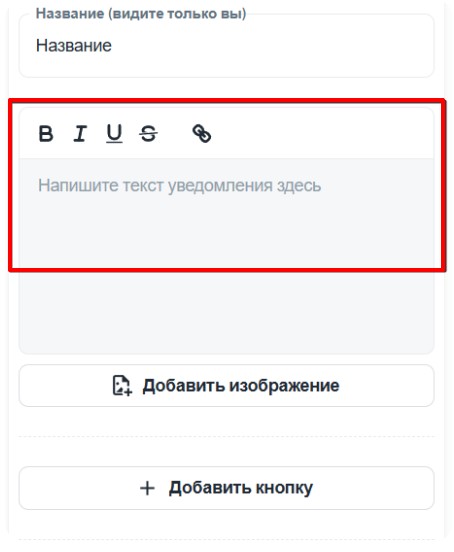 Название (видите только вы)
Название
B I U S
Напишите текст уведомления здесь
Добавить изображение
+ Добавить кнопку